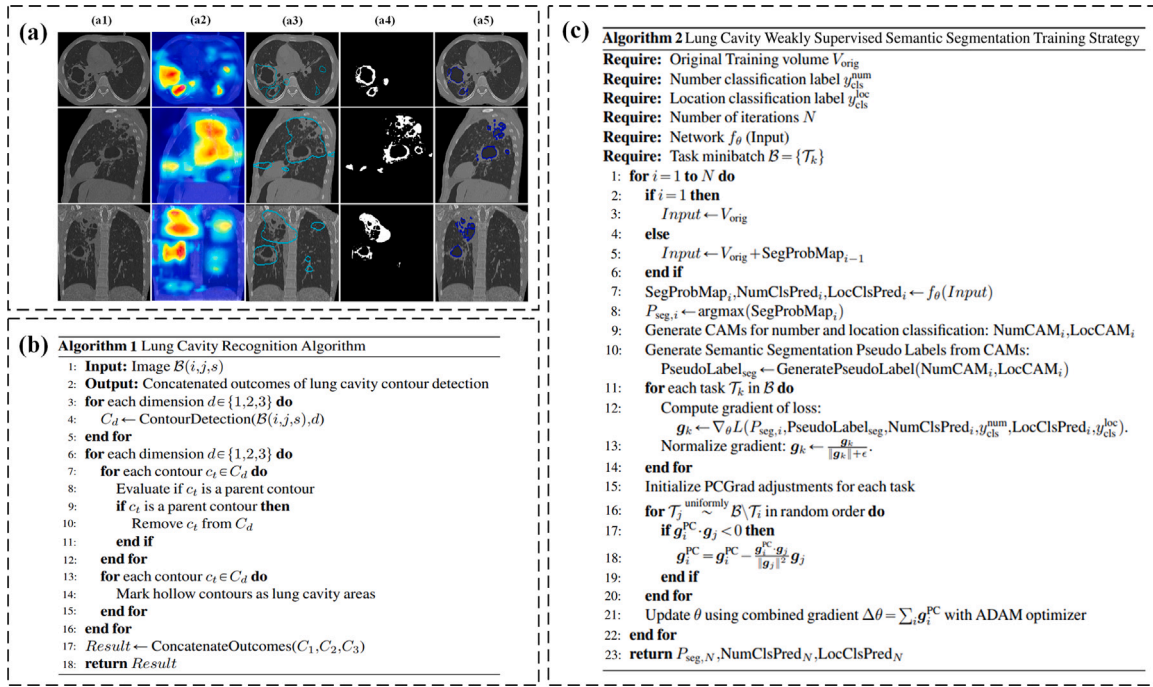 (a)
(a1) (a2) (a3) (a4) (a5)
(b)
Algorithm 1 Lung Cavity Recognition Algorithm
1: Input: Image ℬ(i,j,s)
2: Output: Concatenated outcomes of lung cavity contour detection
3: for each dimension d∈{1,2,3} do
4: C_d ← ContourDetection(ℬ(i,j,s),d)
5: end for
6: for each dimension d∈{1,2,3} do
7: for each contour c_t∈C_d do
8: Evaluate if c_t is a parent contour
9: if c_t is a parent contour then
10: Remove c_t from C_d
11: end if
12: end for
13: for each contour c_t∈C_d do
14: Mark hollow contours as lung cavity areas
15: end for
16: end for
17: Result ← ConcatenateOutcomes(C_1,C_2,C_3)
18: return Result
(c)
Algorithm 2 Lung Cavity Weakly Supervised Semantic Segmentation Training Strategy
Require: Original Training volume V_orig
Require: Number classification label y_cls^num
Require: Location classification label y_cls^loc
Require: Number of iterations N
Require: Network f_θ (Input)
Require: Task minibatch ℬ={𝒯_k}
1: for i=1 to N do
2: if i=1 then
3: Input ← V_orig
4: else
5: Input ← V_orig+SegProbMap_{i−1}
6: end if
7: SegProbMap_i,NumClsPred_i,LocClsPred_i ← f_θ(Input)
8: P_{seg,i} ← argmax(SegProbMap_i)
9: Generate CAMs for number and location classification: NumCAM_i,LocCAM_i
10: Generate Semantic Segmentation Pseudo Labels from CAMs:
PseudoLabel_seg ← GeneratePseudoLabel(NumCAM_i,LocCAM_i)
11: for each task 𝒯_k in ℬ do
12: Compute gradient of loss:
g_k ← ∇_θ L(P_{seg,i},PseudoLabel_seg,NumClsPred_i,y_cls^num,LocClsPred_i,y_cls^loc).
13: Normalize gradient: g_k ← g_k/(‖g_k‖+ϵ).
14: end for
15: Initialize PCGrad adjustments for each task
16: for 𝒯_j uniformly ∼ ℬ\𝒯_i in random order do
17: if g_i^PC·g_j<0 then
18: g_i^PC=g_i^PC−(g_i^PC·g_j/‖g_j‖²)g_j
19: end if
20: end for
21: Update θ using combined gradient Δθ=∑_i g_i^PC with ADAM optimizer
22: end for
23: return P_{seg,N},NumClsPred_N,LocClsPred_N